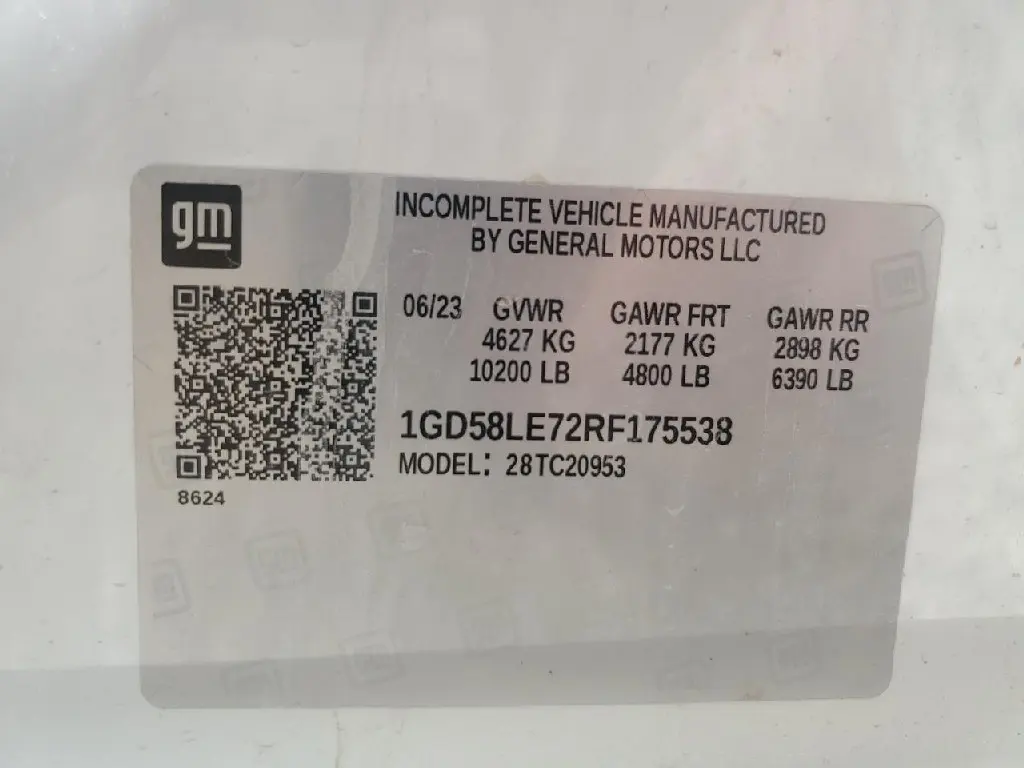 gm
INCOMPLETE VEHICLE MANUFACTURED
BY GENERAL MOTORS LLC
06/23 GVWR GAWR FRT GAWR RR
4627 KG 2177 KG 2898 KG
10200 LB 4800 LB 6390 LB
1GD58LE72RF175538
MODEL: 28TC20953
8624